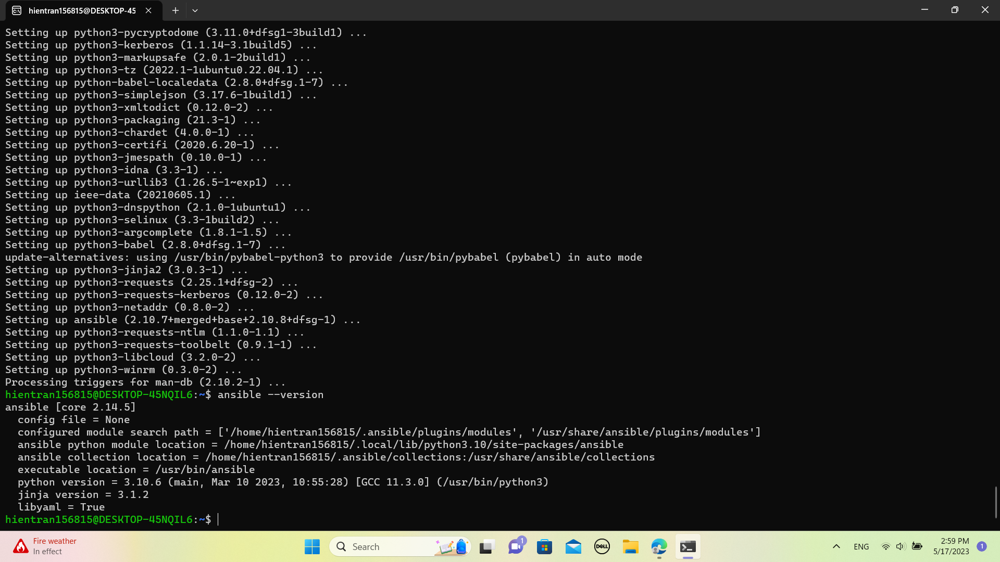 hientran156815@DESKTOP-45
Setting up python3-pycryptodome (3.11.0+dfsg1-3build1) ...
Setting up python3-kerberos (1.1.14-3.1build5) ...
Setting up python3-markupsafe (2.0.1-2build1) ...
Setting up python3-tz (2022.1-1ubuntu0.22.04.1) ...
Setting up python-babel-localedata (2.8.0+dfsg.1-7) ...
Setting up python3-simplejson (3.17.6-1build1) ...
Setting up python3-xmltodict (0.12.0-2) ...
Setting up python3-packaging (21.3-1) ...
Setting up python3-chardet (4.0.0-1) ...
Setting up python3-certifi (2020.6.20-1) ...
Setting up python3-jmespath (0.10.0-1) ...
Setting up python3-idna (3.3-1) ...
Setting up python3-urllib3 (1.26.5-1~exp1) ...
Setting up ieee-data (20210605.1) ...
Setting up python3-dnspython (2.1.0-1ubuntu1) ...
Setting up python3-selinux (3.3-1build2) ...
Setting up python3-argcomplete (1.8.1-1.5) ...
Setting up python3-babel (2.8.0+dfsg.1-7) ...
update-alternatives: using /usr/bin/pybabel-python3 to provide /usr/bin/pybabel (pybabel) in auto mode
Setting up python3-jinja2 (3.0.3-1) ...
Setting up python3-requests (2.25.1+dfsg-2) ...
Setting up python3-requests-kerberos (0.12.0-2) ...
Setting up python3-netaddr (0.8.0-2) ...
Setting up ansible (2.10.7+merged+base+2.10.8+dfsg-1) ...
Setting up python3-requests-ntlm (1.1.0-1.1) ...
Setting up python3-requests-toolbelt (0.9.1-1) ...
Setting up python3-libcloud (3.2.0-2) ...
Setting up python3-winrm (0.3.0-2) ...
Processing triggers for man-db (2.10.2-1) ...
hientran156815@DESKTOP-45NQIL6:~$ ansible --version
ansible [core 2.14.5]
  config file = None
  configured module search path = ['/home/hientran156815/.ansible/plugins/modules', '/usr/share/ansible/plugins/modules']
  ansible python module location = /home/hientran156815/.local/lib/python3.10/site-packages/ansible
  ansible collection location = /home/hientran156815/.ansible/collections:/usr/share/ansible/collections
  executable location = /usr/bin/ansible
  python version = 3.10.6 (main, Mar 10 2023, 10:55:28) [GCC 11.3.0] (/usr/bin/python3)
  jinja version = 3.1.2
  libyaml = True
hientran156815@DESKTOP-45NQIL6:~$
Fire weather
In effect
Search
1
DELL
ENG
2:59 PM
5/17/2023
1